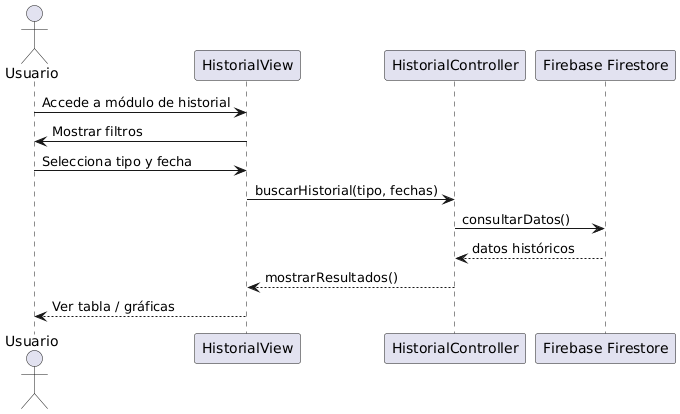 Usuario
HistorialView
HistorialController
Firebase Firestore
Accede a módulo de historial
Mostrar filtros
Selecciona tipo y fecha
buscarHistorial(tipo, fechas)
consultarDatos()
datos históricos
mostrarResultados()
Ver tabla / gráficas
Usuario
HistorialView
HistorialController
Firebase Firestore